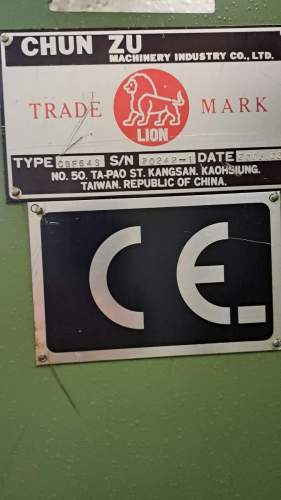 CHUN ZU
MACHINERY INDUSTRY CO., LTD.
TRADE MARK
LION
TYPE CBF64S S/N DATE
NO. 50. TA-PAO ST. KANGSAN. KAOHSIUNG.
TAIWAN. REPUBLIC OF CHINA.
CE